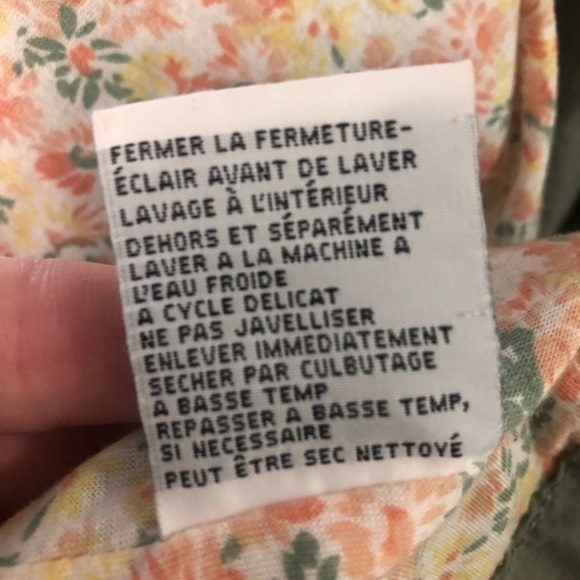 FERMER LA FERMETURE-
ÉCLAIR AVANT DE LAVER
LAVAGE À L'INTÉRIEUR
DEHORS ET SÉPARÉMENT
LAVER A LA MACHINE A
L'EAU FROIDE
A CYCLE DELICAT
NE PAS JAVELLISER
ENLEVER IMMEDIATEMENT
SECHER PAR CULBUTAGE
A BASSE TEMP
REPASSER A BASSE TEMP,
SI NECESSAIRE
PEUT ÊTRE SEC NETTOYÉ